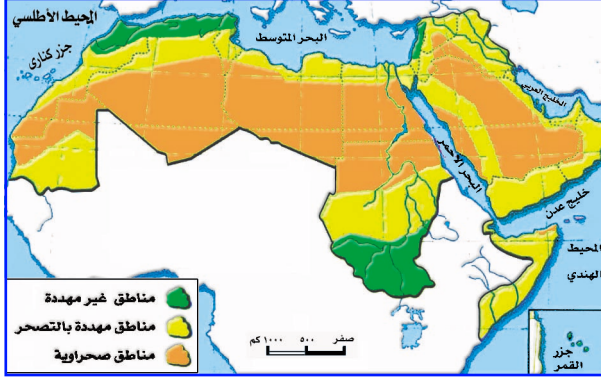 المحيط الأطلسي
جزر كناري
البحر المتوسط
الخليج العربي
البحر الأحمر
خليج عدن
المحيط
الهندي
مناطق غير مهددة
مناطق مهددة بالتصحر
مناطق صحراوية
صفر ٥٠٠ ١٠٠٠ كم
جزر
القمر